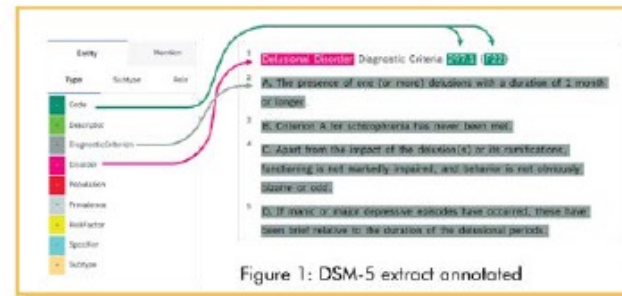 Entity Mention
Type Subtype Role
Code
Descriptor
DiagnosticCriterion
Disorder
Population
Prevalence
RiskFactor
Specifier
Subtype
1 Delusional Disorder Diagnostic Criteria 297.1 (F22)
2 A. The presence of one (or more) delusions with a duration of 1 month
or longer.
3 B. Criterion A for schizophrenia has never been met.
4 C. Apart from the impact of the delusion(s) or its ramifications,
functioning is not markedly impaired, and behavior is not obviously
bizarre or odd.
5 D. If manic or major depressive episodes have occurred, these have
been brief relative to the duration of the delusional periods.
Figure 1: DSM-5 extract annotated